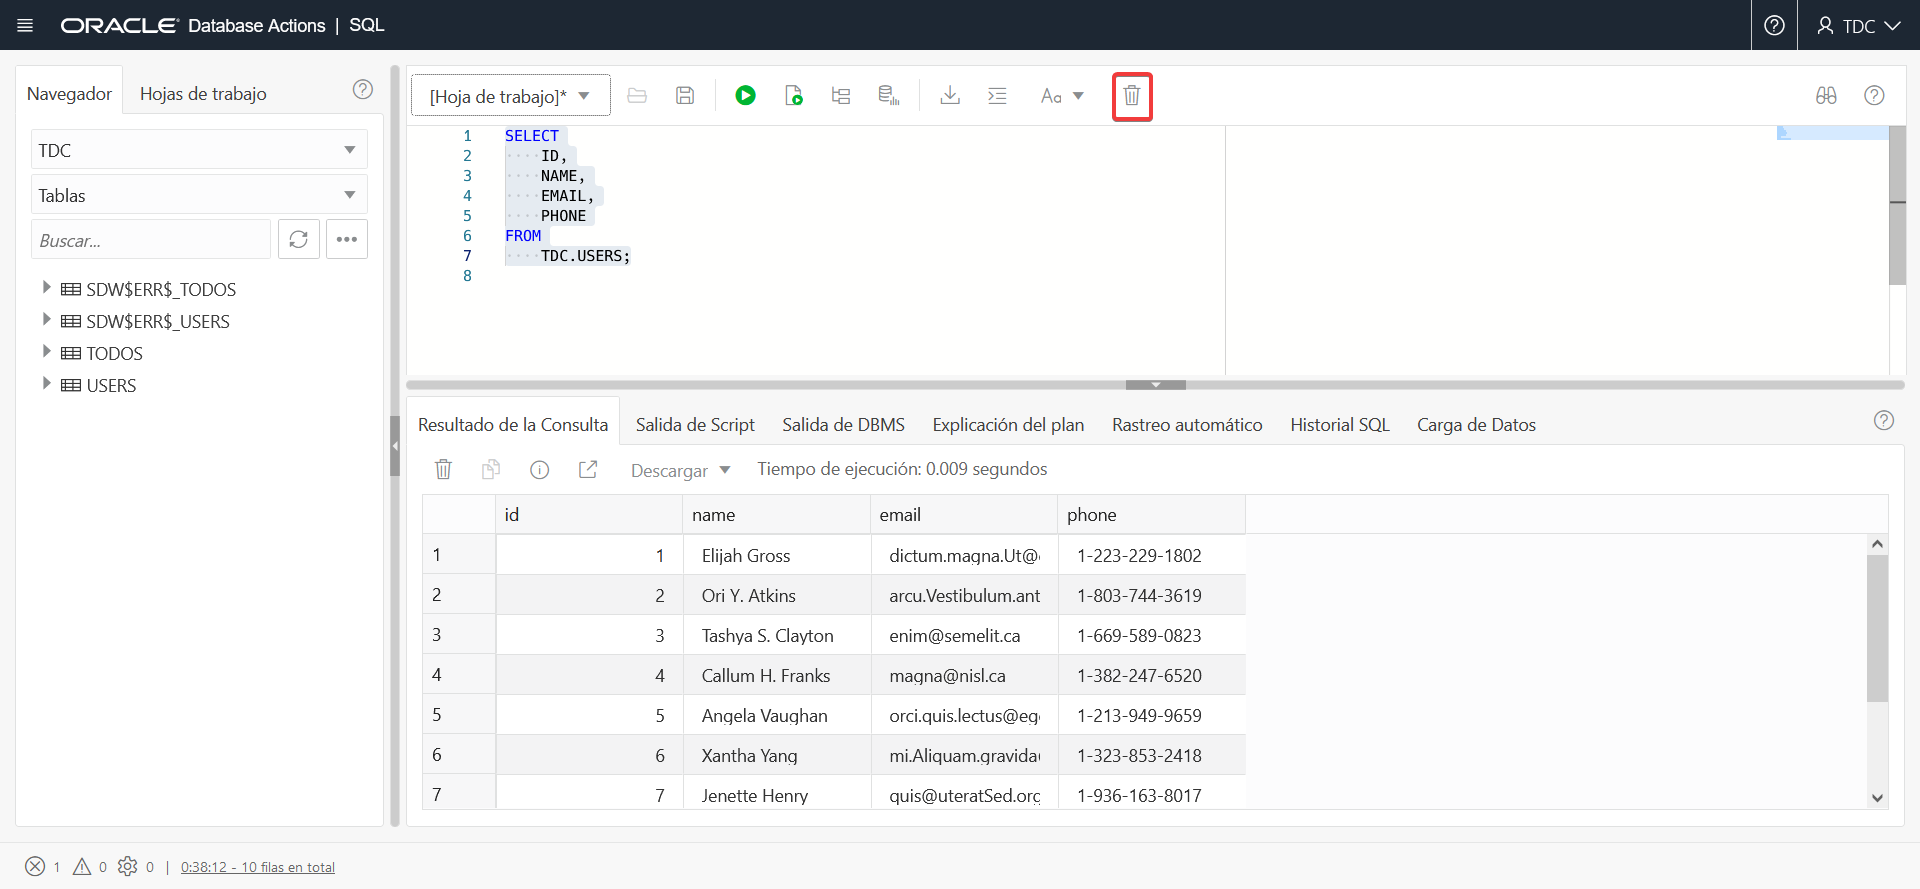 ORACLE Database Actions | SQL
TDC
Navegador
Hojas de trabajo
TDC
Tablas
Buscar...
SDW$ERR$_TODOS
SDW$ERR$_USERS
TODOS
USERS
[Hoja de trabajo]*
Aa
1 SELECT
2 ID,
3 NAME,
4 EMAIL,
5 PHONE
6 FROM
7 TDC.USERS;
8
Resultado de la Consulta
Salida de Script
Salida de DBMS
Explicación del plan
Rastreo automático
Historial SQL
Carga de Datos
Descargar
Tiempo de ejecución: 0.009 segundos
id name email phone
1 1 Elijah Gross dictum.magna.Ut@ 1-223-229-1802
2 2 Ori Y. Atkins arcu.Vestibulum.ant 1-803-744-3619
3 3 Tashya S. Clayton enim@semelit.ca 1-669-589-0823
4 4 Callum H. Franks magna@nisl.ca 1-382-247-6520
5 5 Angela Vaughan orci.quis.lectus@eg 1-213-949-9659
6 6 Xantha Yang mi.Aliquam.gravida 1-323-853-2418
7 7 Jenette Henry quis@uteratSed.org 1-936-163-8017
1 0 0 | 0:38:12 - 10 filas en total